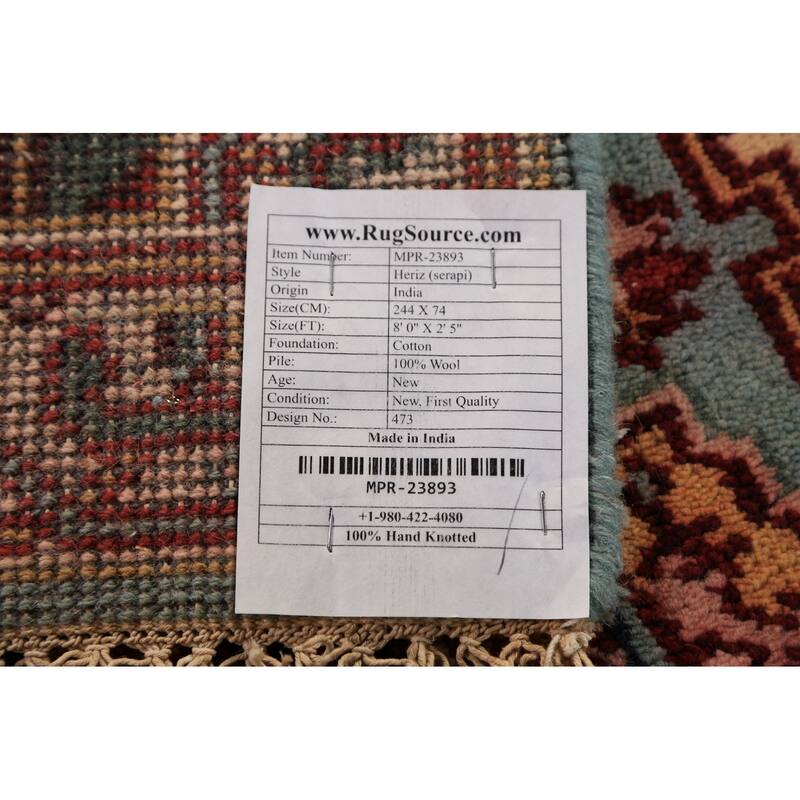 www.RugSource.com
Item Number: MPR-23893
Style Heriz (serapi)
Origin India
Size(CM): 244 X 74
Size(FT): 8' 0" X 2' 5"
Foundation: Cotton
Pile: 100% Wool
Age: New
Condition: New, First Quality
Design No.: 473
Made in India
MPR-23893
+1-980-422-4080
100% Hand Knotted